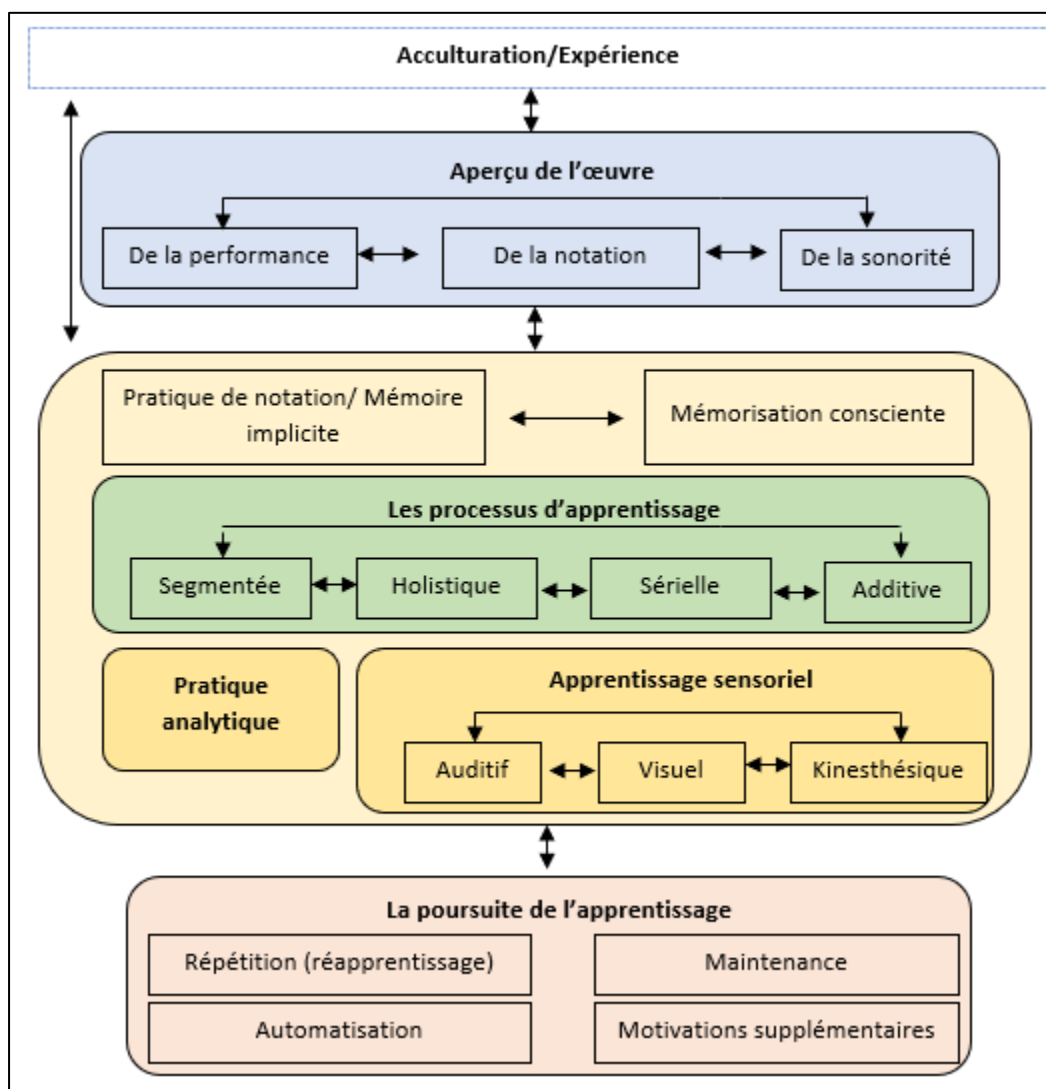 Acculturation/Expérience
Aperçu de l’œuvre
De la performance
De la notation
De la sonorité
Pratique de notation/ Mémoire
implicite
Mémorisation consciente
Les processus d’apprentissage
Segmentée
Holistique
Sérielle
Additive
Pratique
analytique
Apprentissage sensoriel
Auditif
Visuel
Kinesthésique
La poursuite de l’apprentissage
Répétition (réapprentissage)
Maintenance
Automatisation
Motivations supplémentaires